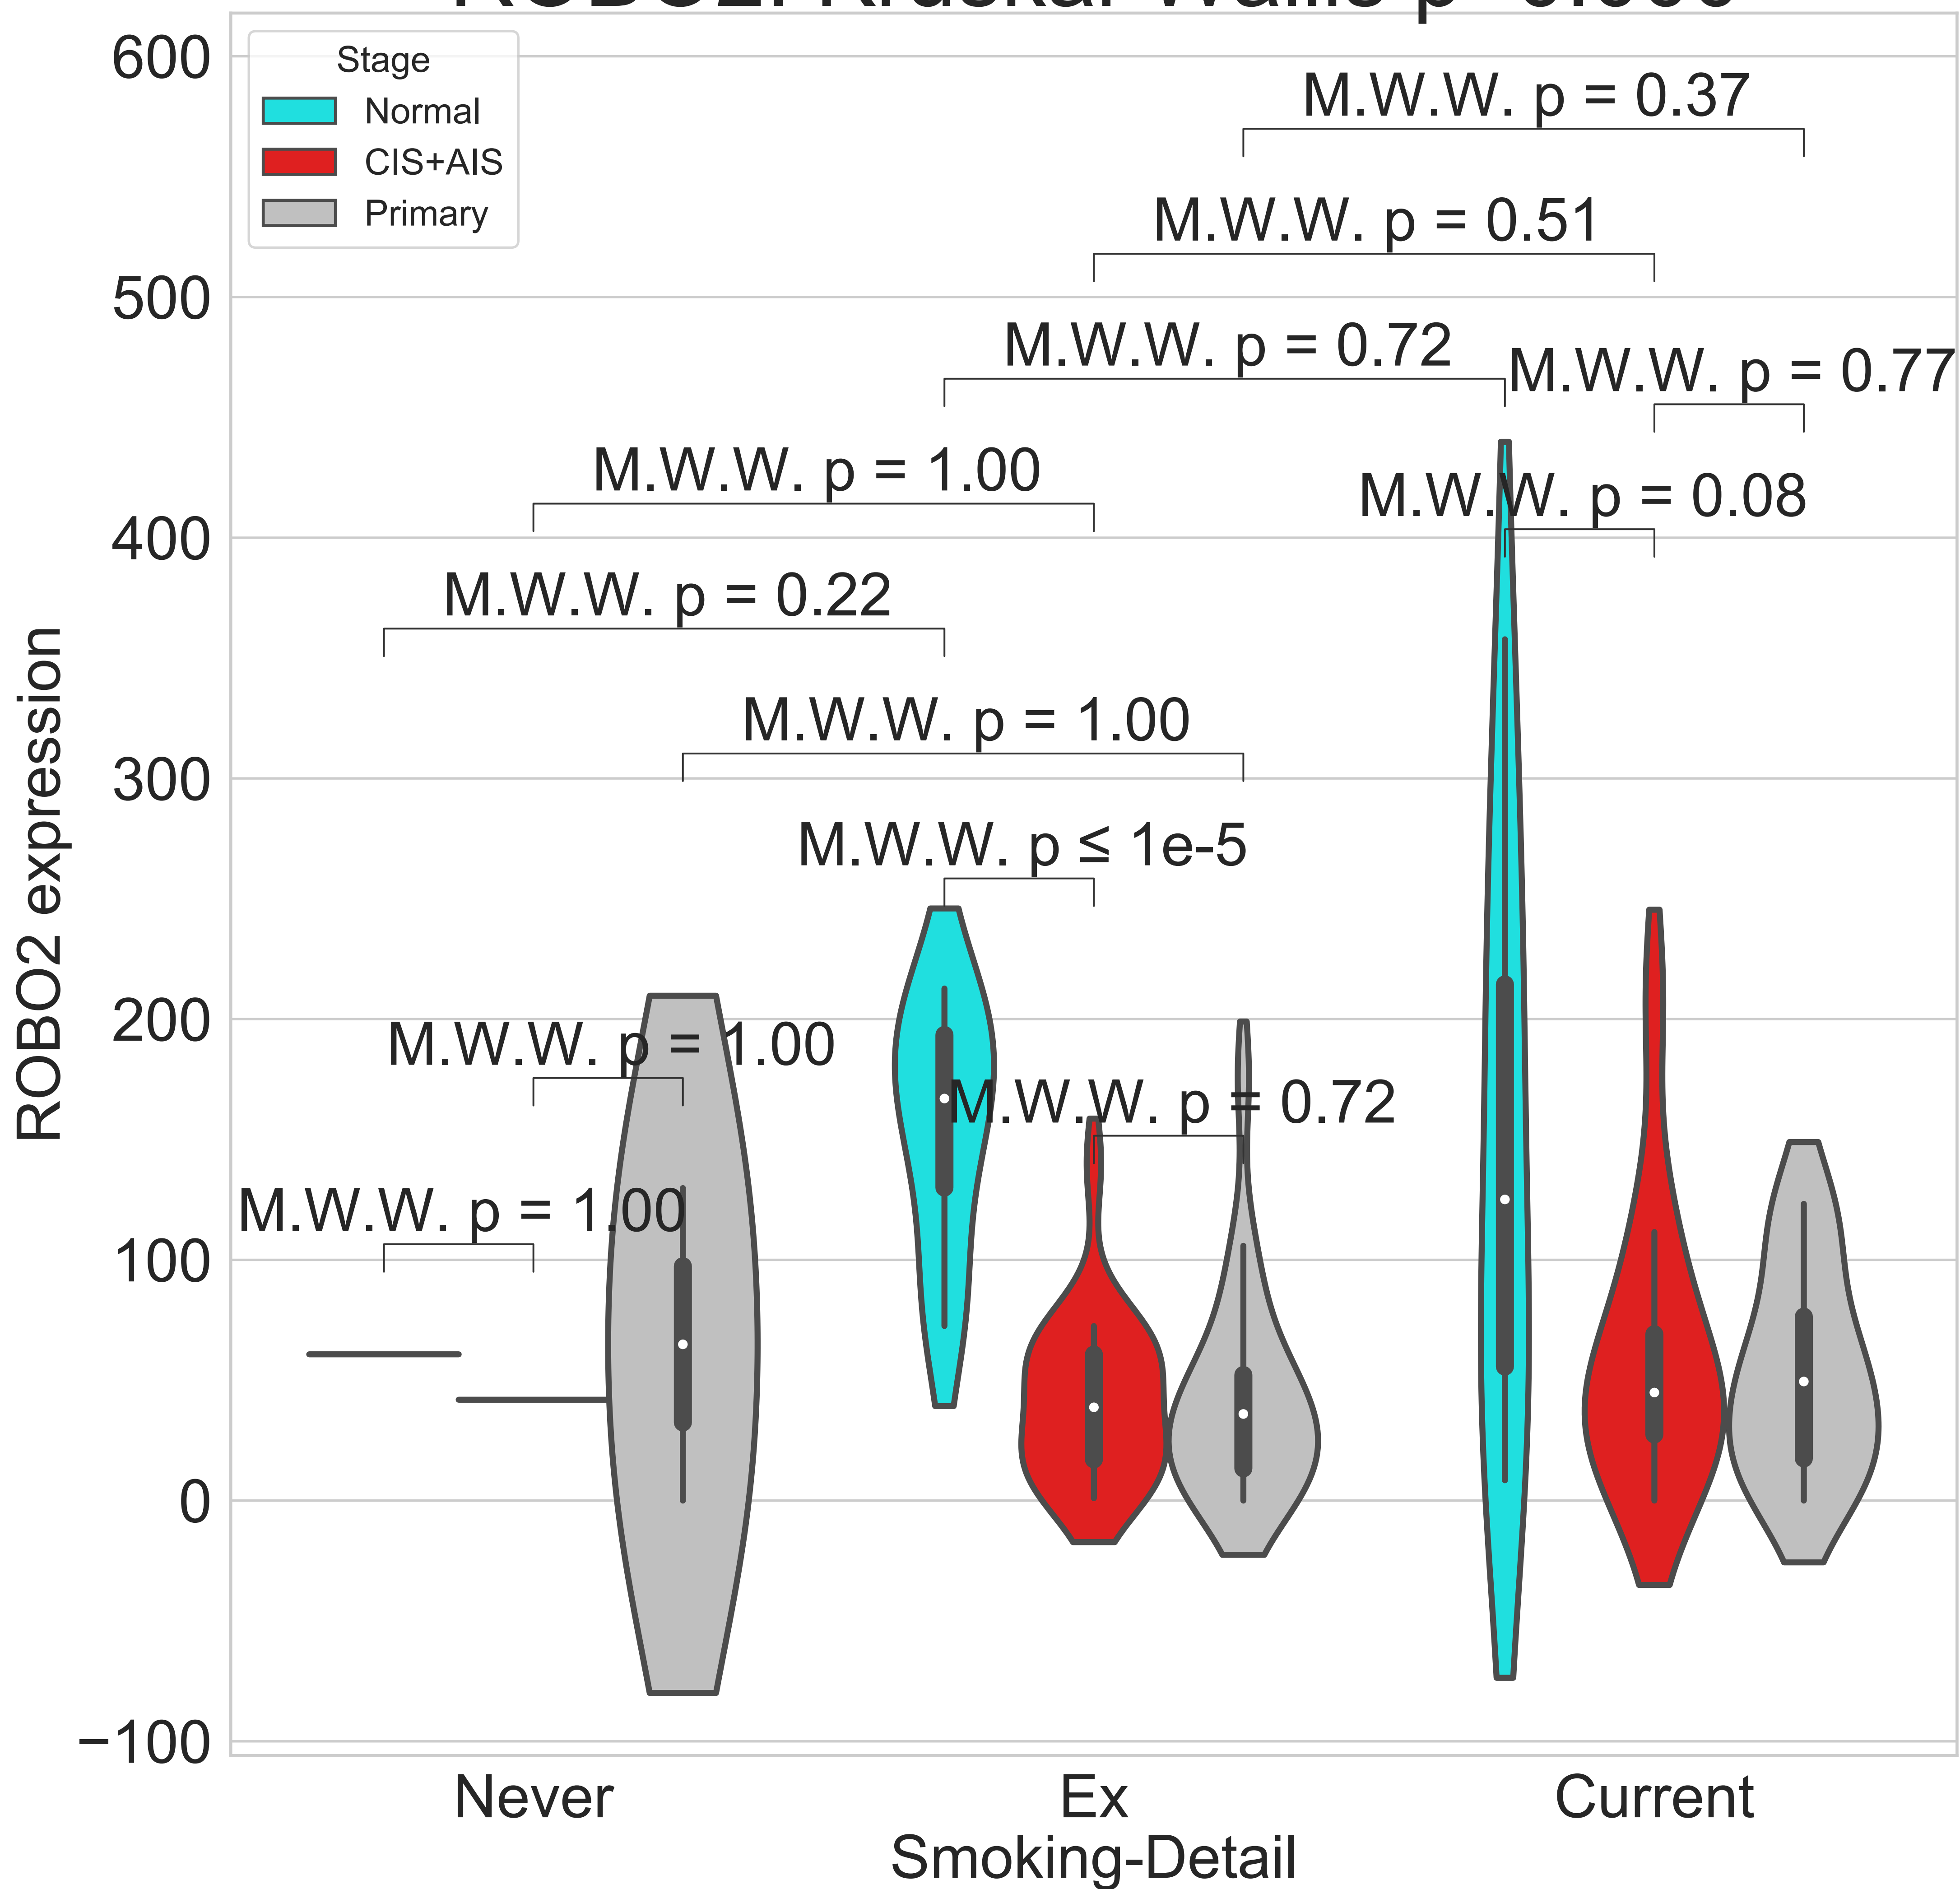 Stage
Normal
CIS+AIS
Primary
600
500
400
300
200
100
0
−100
ROBO2 expression
M.W.W. p = 0.37
M.W.W. p = 0.51
M.W.W. p = 0.72
M.W.W. p = 0.77
M.W.W. p = 1.00
M.W.W. p = 0.08
M.W.W. p = 0.22
M.W.W. p = 1.00
M.W.W. p ≤ 1e-5
M.W.W. p = 1.00
M.W.W. p = 0.72
M.W.W. p = 1.00
Never
Ex
Current
Smoking-Detail